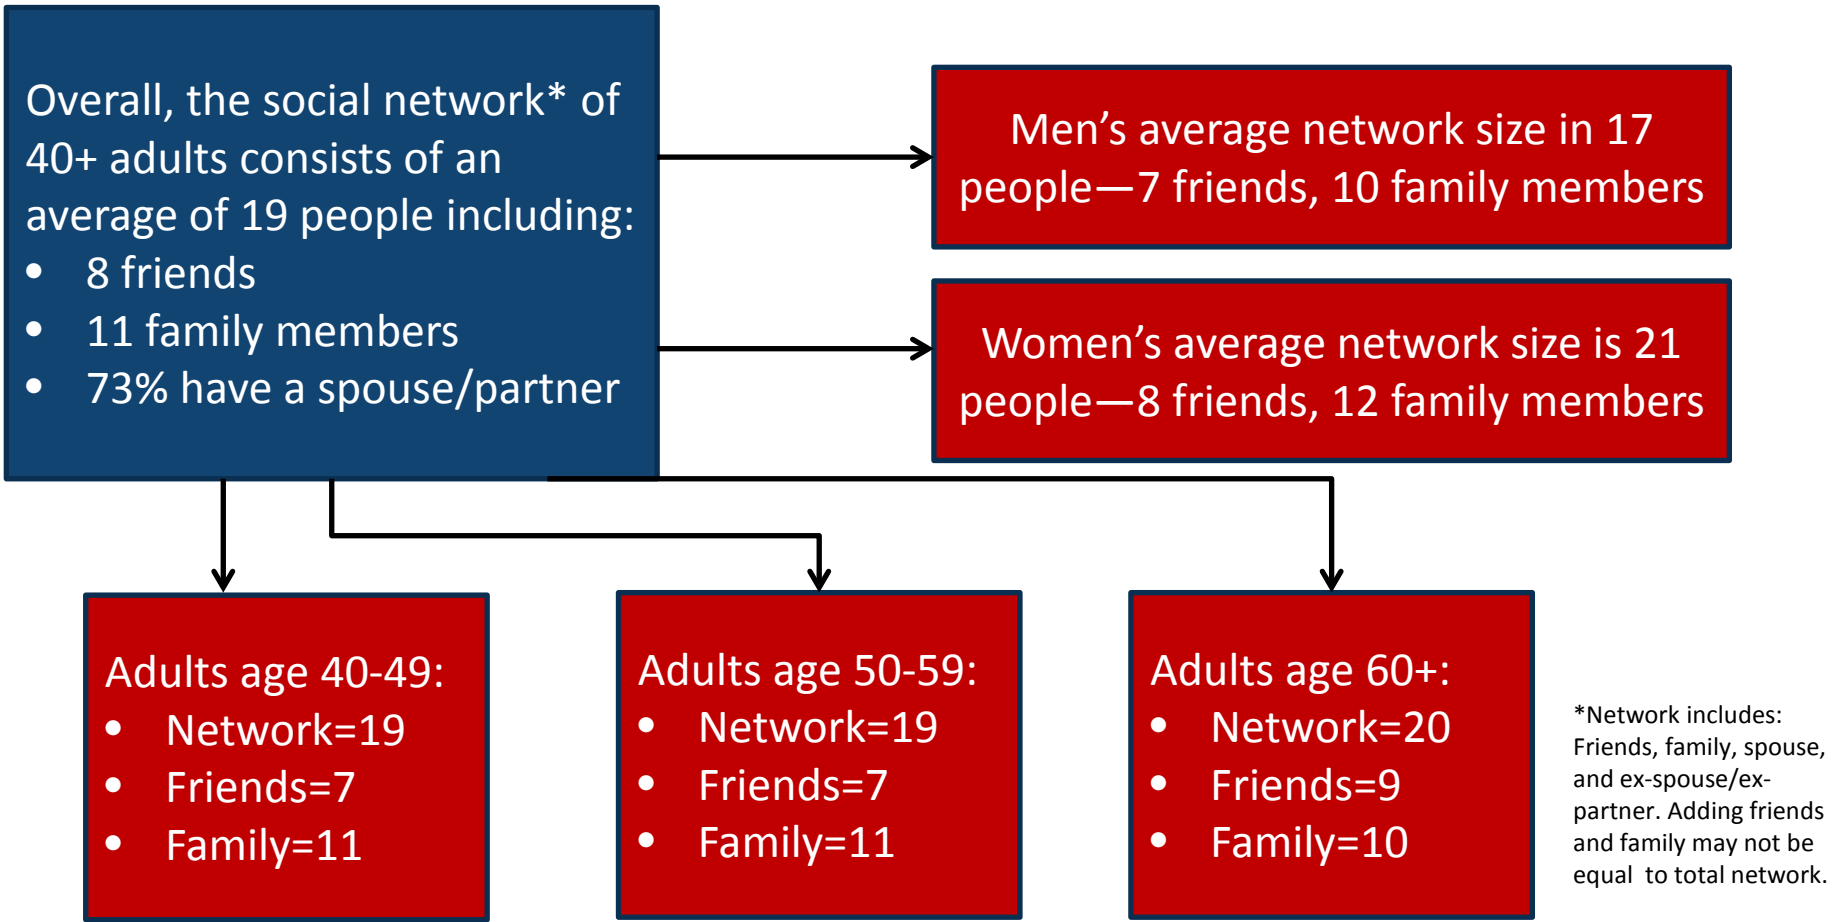 Overall, the social network* of
40+ adults consists of an
average of 19 people including:
• 8 friends
• 11 family members
• 73% have a spouse/partner
Men’s average network size in 17
people—7 friends, 10 family members
Women’s average network size is 21
people—8 friends, 12 family members
Adults age 40-49:
• Network=19
• Friends=7
• Family=11
Adults age 50-59:
• Network=19
• Friends=7
• Family=11
Adults age 60+:
• Network=20
• Friends=9
• Family=10
*Network includes:
Friends, family, spouse,
and ex-spouse/ex-
partner. Adding friends
and family may not be
equal to total network.